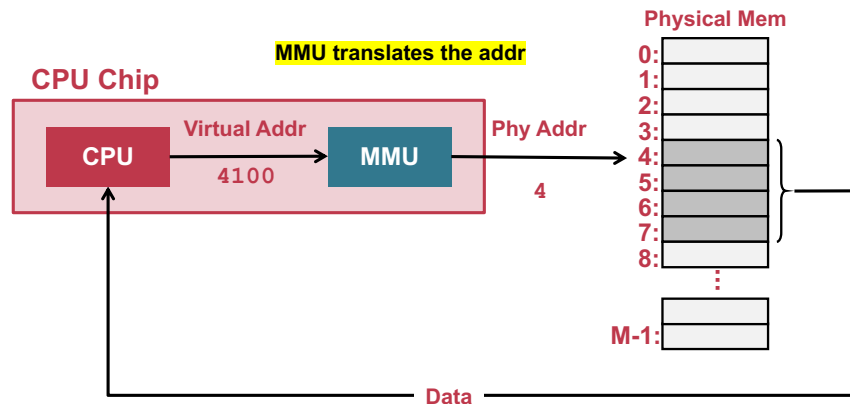 Physical Mem
MMU translates the addr
CPU Chip
Virtual Addr
Phy Addr
CPU
MMU
4100
4
0:
1:
2:
3:
4:
5:
6:
7:
8:
⋮
M-1:
Data